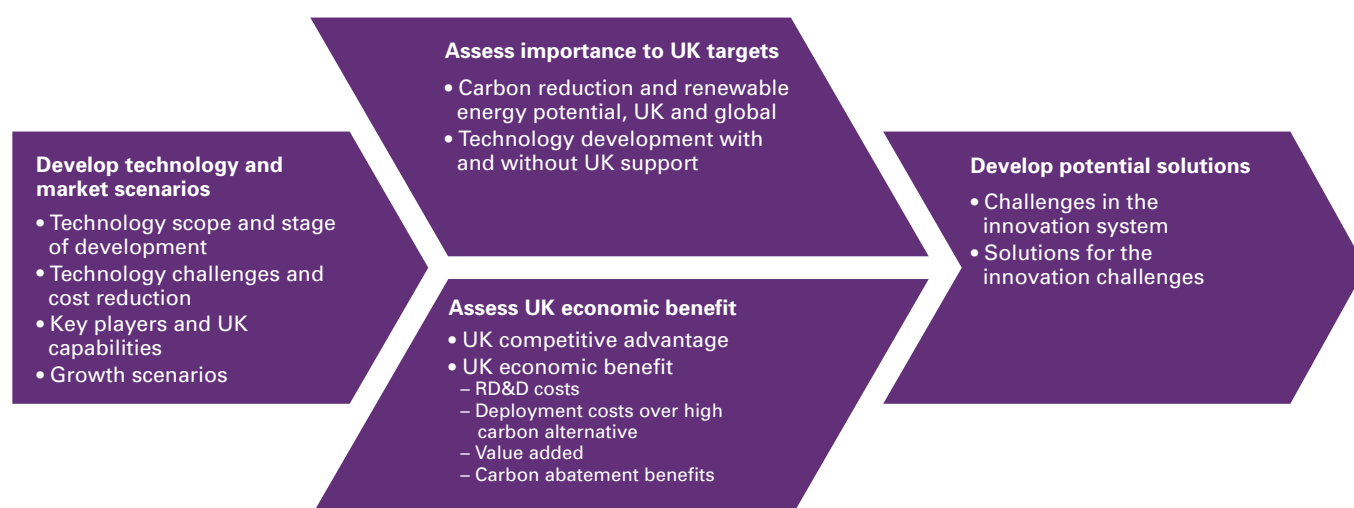 Develop technology and
market scenarios
• Technology scope and stage
of development
• Technology challenges and
cost reduction
• Key players and UK
capabilities
• Growth scenarios
Assess importance to UK targets
• Carbon reduction and renewable
energy potential, UK and global
• Technology development with
and without UK support
Assess UK economic benefit
• UK competitive advantage
• UK economic benefit
– RD&D costs
– Deployment costs over high
carbon alternative
– Value added
– Carbon abatement benefits
Develop potential solutions
• Challenges in the
innovation system
• Solutions for the
innovation challenges